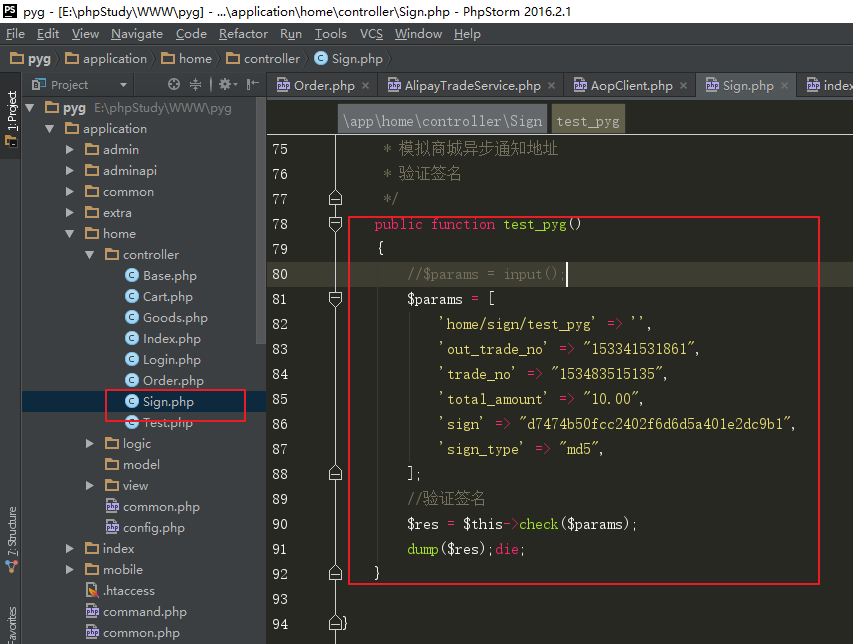 pyg - [E:\phpStudy\WWW\pyg] - ...\application\home\controller\Sign.php - PhpStorm 2016.2.1
File Edit View Navigate Code Refactor Run Tools VCS Window Help
pyg application home controller Sign.php
Project Order.php AlipayTradeService.php AopClient.php Sign.php index
1: Project
7: Structure
avorites
pyg E:\phpStudy\WWW\pyg
application
admin
adminapi
common
extra
home
controller
Base.php
Cart.php
Goods.php
Index.php
Login.php
Order.php
Sign.php
Test.php
logic
model
view
common.php
config.php
index
mobile
.htaccess
command.php
common.php
\app\home\controller\Sign test_pyg
75 * 模拟商城异步通知地址
76 * 验证签名
77 */
78 public function test_pyg()
79 {
80 //$params = input();
81 $params = [
82 'home/sign/test_pyg' => '',
83 'out_trade_no' => "153341531861",
84 'trade_no' => "153483515135",
85 'total_amount' => "10.00",
86 'sign' => "d7474b50fcc2402f6d6d5a401e2dc9b1",
87 'sign_type' => "md5",
88 ];
89 //验证签名
90 $res = $this->check($params);
91 dump($res);die;
92 }
93
94 }